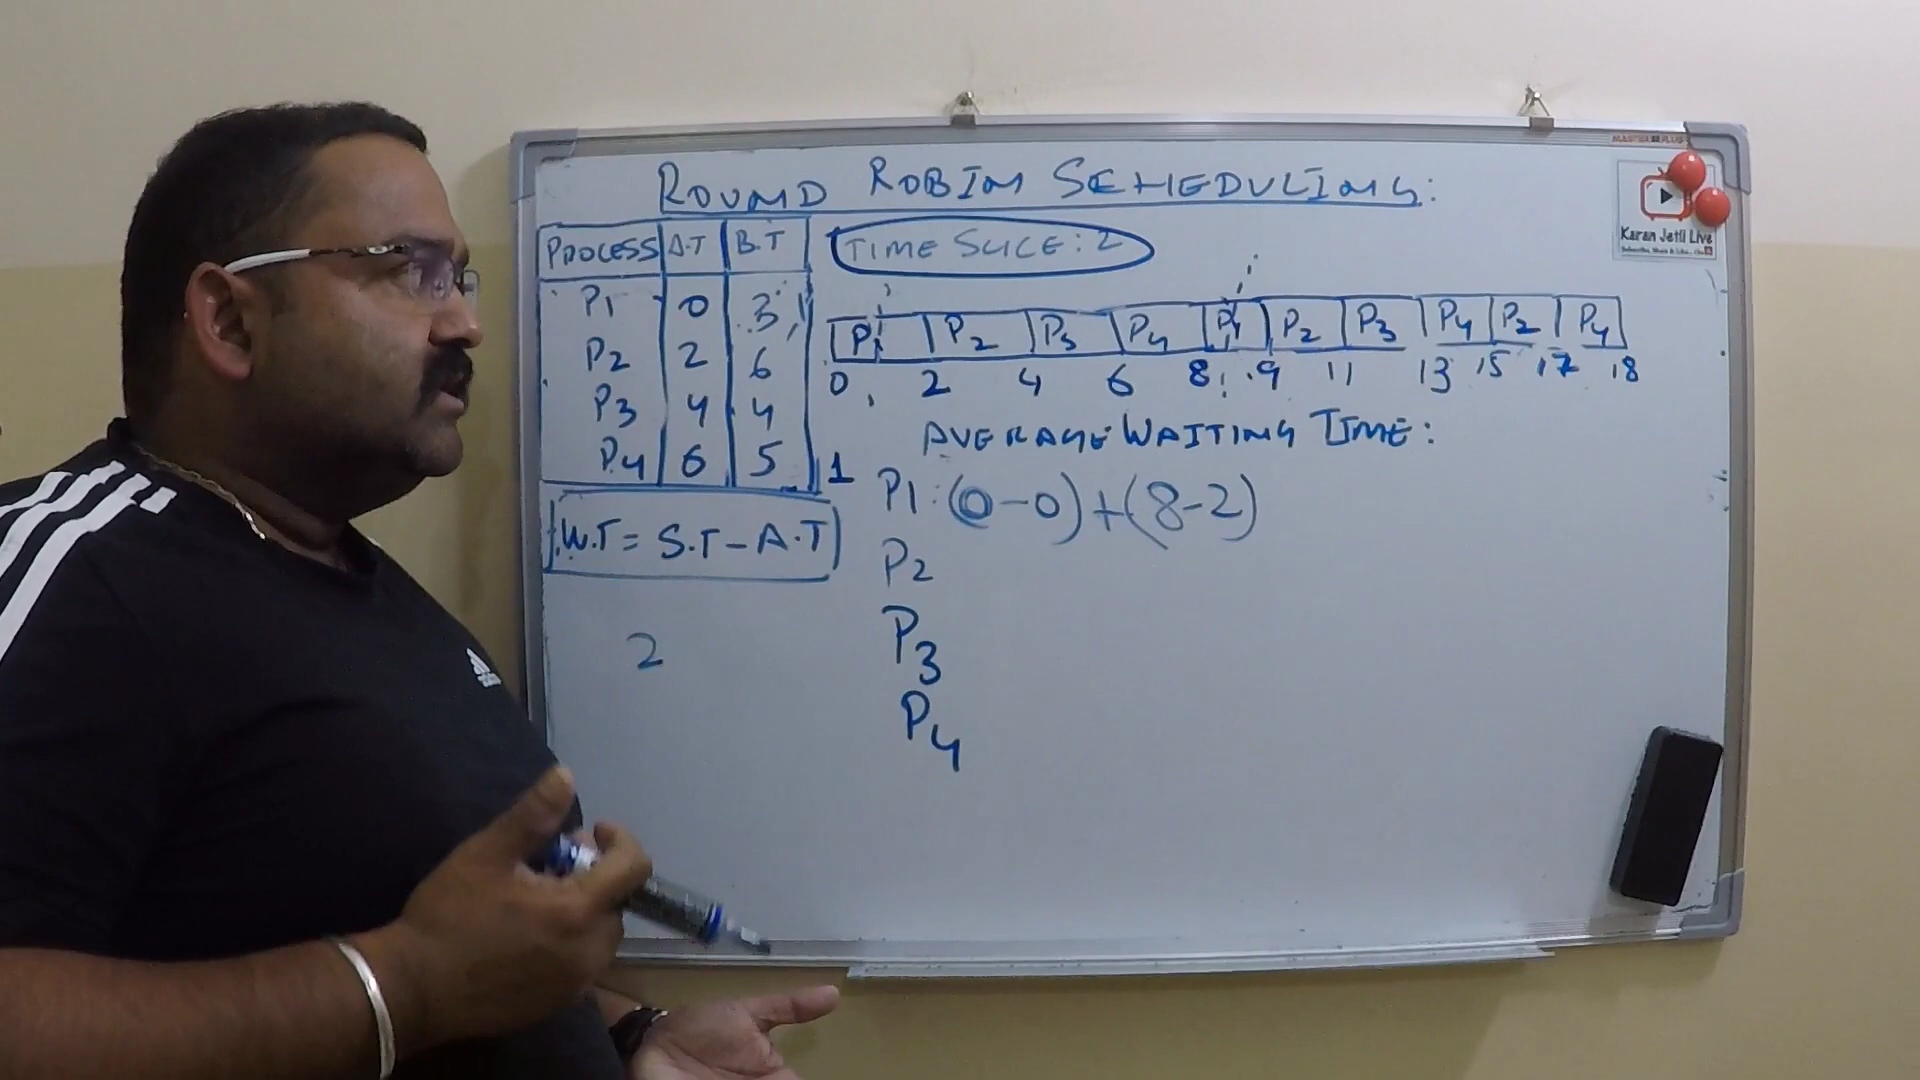 ROUND ROBIN SCHEDULING:
PROCESS A.T B.T
TIME SLICE: 2
P1 0 3,1
P2 2 6
P3 4 4
P4 6 5 1
P1 P2 P3 P4 P1 P2 P3 P4 P2 P4
0 2 4 6 8 9 11 13 15 17 18
AVERAGE WAITING TIME:
P1: (0-0)+(8-2)
P2
P3
P4
W.T = S.T - A.T
2
Karan Jetli Live